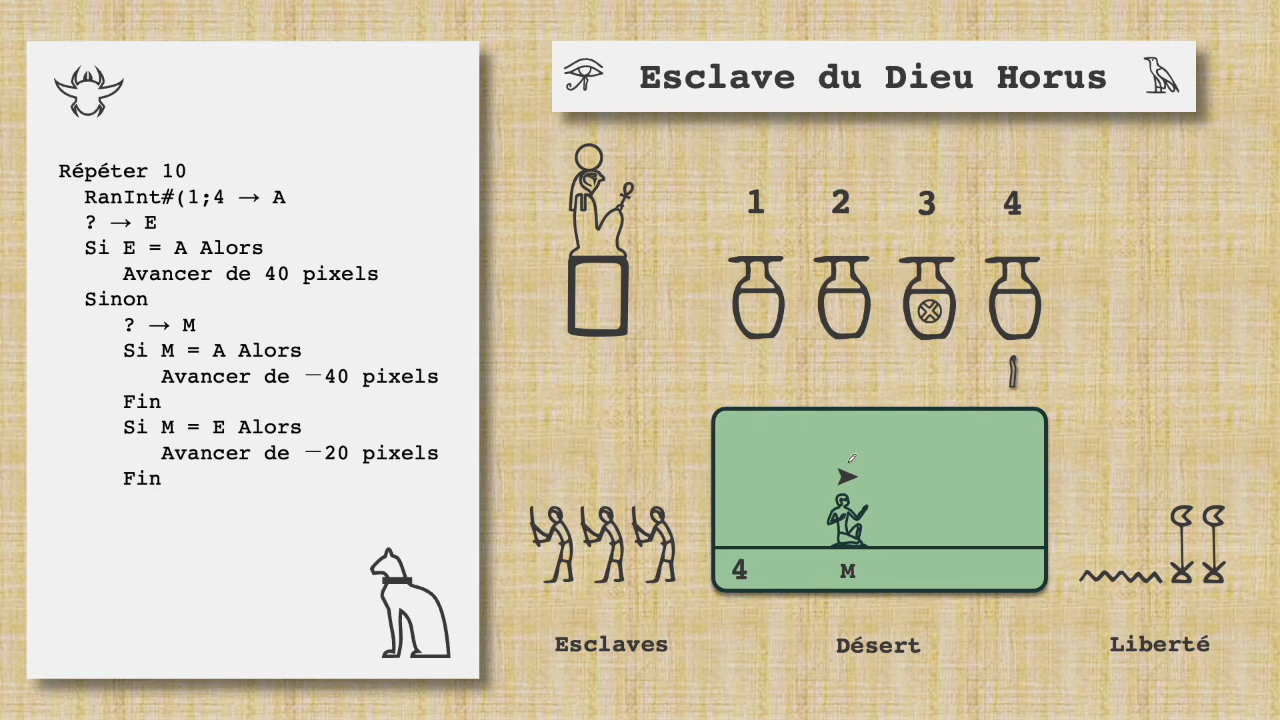 Esclave du Dieu Horus
Répéter 10
RanInt#(1;4 → A
? → E
Si E = A Alors
Avancer de 40 pixels
Sinon
? → M
Si M = A Alors
Avancer de −40 pixels
Fin
Si M = E Alors
Avancer de −20 pixels
Fin
1 2 3 4
4 M
Esclaves Désert Liberté